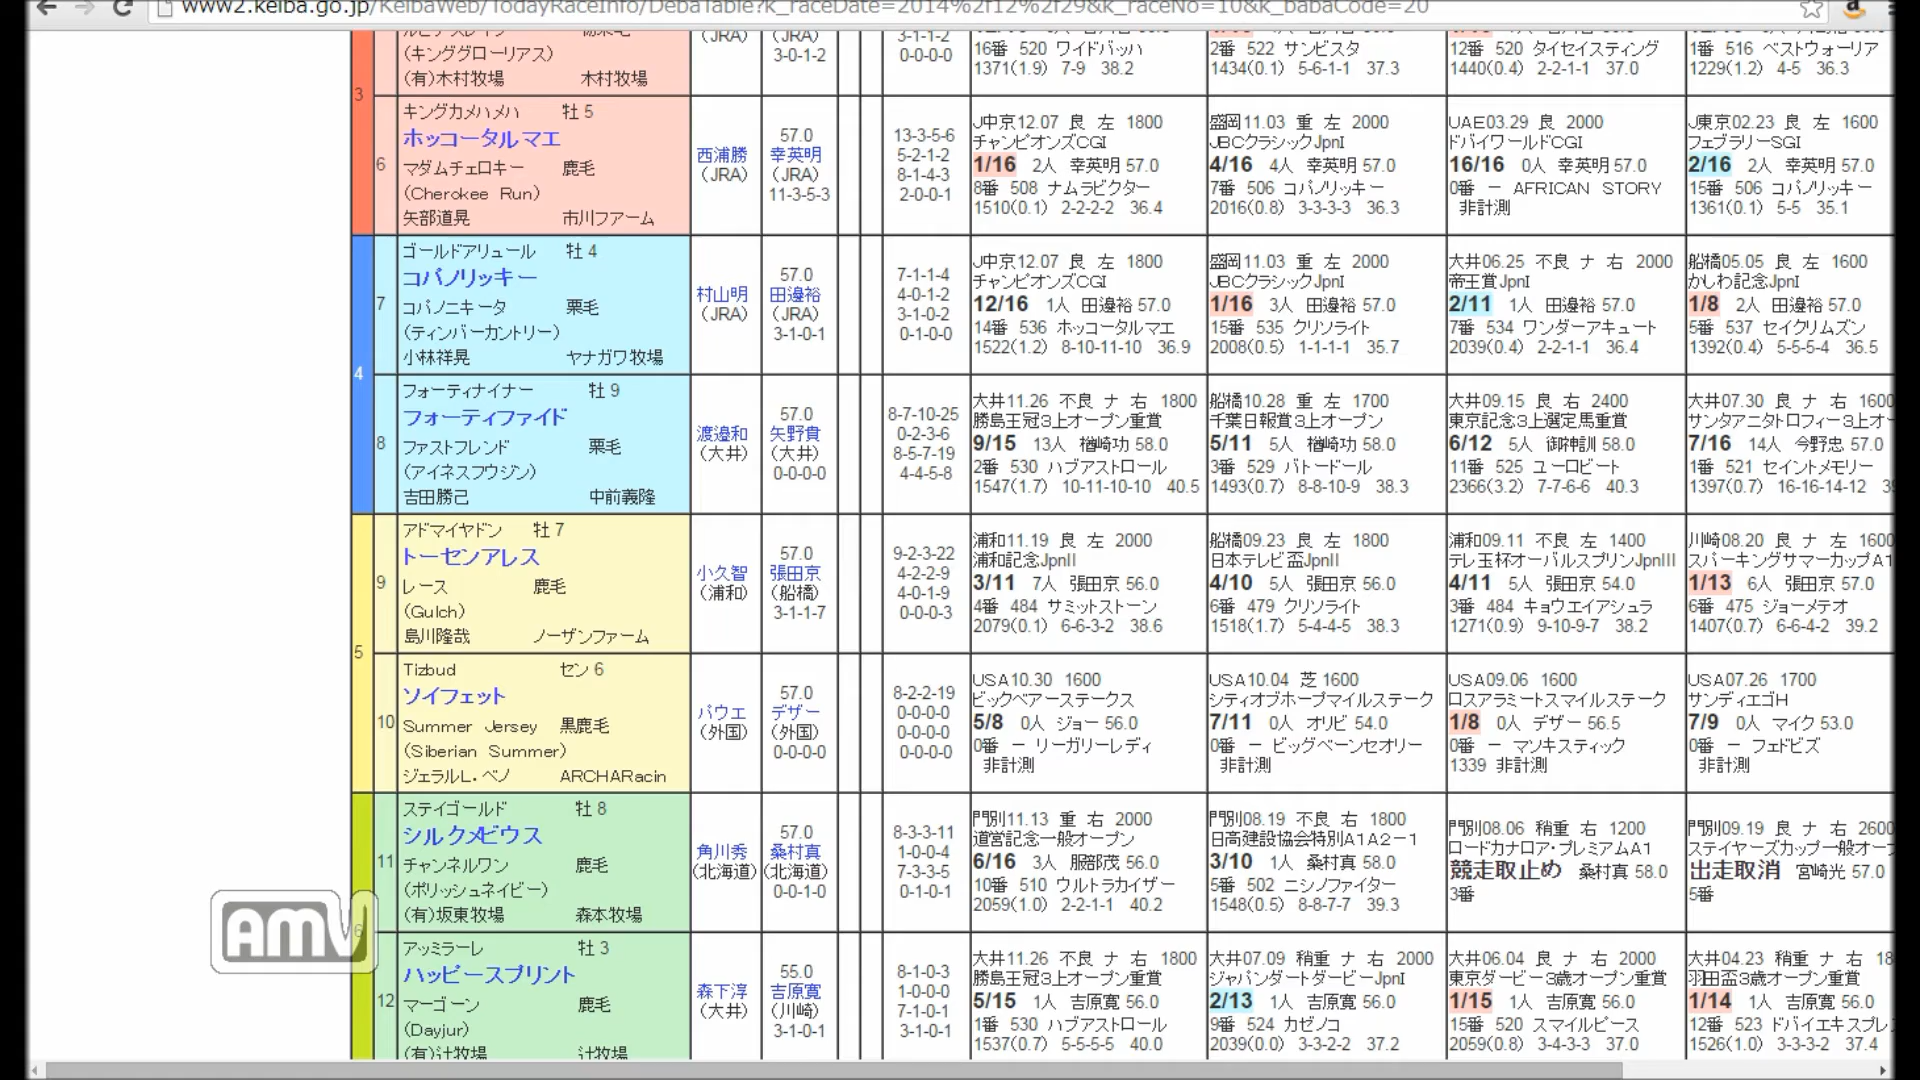 www2.keiba.go.jp/KeibaWeb/TodayRaceInfo/DebaTable?k_raceDate=2014%2f12%2f29&k_raceNo=10&k_babaCode=20
(キンググローリアス)
(有)木村牧場 木村牧場
(JRA) (JRA)
3-0-1-2
3-1-1-2
0-0-0-0
16番 520 ワイドバッハ
1371(1.9) 7-9 38.2
2番 522 サンビスタ
1434(0.1) 5-6-1-1 37.3
12番 520 タイセイスティング
1440(0.4) 2-2-1-1 37.0
1番 516 ベストウォーリア
1229(1.2) 4-5 36.3
3
6
キングカメハメハ 牡 5
ホッコータルマエ
マダムチェロキー 鹿毛
(Cherokee Run)
矢部道晃 市川ファーム
西浦勝
(JRA)
57.0
幸英明
(JRA)
11-3-5-3
13-3-5-6
5-2-1-2
8-1-4-3
2-0-0-1
J中京12.07 良 左 1800
チャンピオンズCGI
1/16 2人 幸英明 57.0
8番 508 ナムラビクター
1510(0.1) 2-2-2-2 36.4
盛岡11.03 重 左 2000
JBCクラシックJpnI
4/16 4人 幸英明 57.0
7番 506 コパノリッキー
2016(0.8) 3-3-3-3 36.3
UAE03.29 良 2000
ドバイワールドCGI
16/16 0人 幸英明 57.0
0番 － AFRICAN STORY
非計測
J東京02.23 良 左 1600
フェブラリーSGI
2/16 2人 幸英明 57.0
15番 506 コパノリッキー
1361(0.1) 5-5 35.1
4
7
ゴールドアリュール 牡 4
コパノリッキー
コパノニキータ 栗毛
(ティンバーカントリー)
小林祥晃 ヤナガワ牧場
村山明
(JRA)
57.0
田邉裕
(JRA)
3-1-0-1
7-1-1-4
4-0-1-2
3-1-0-2
0-1-0-0
J中京12.07 良 左 1800
チャンピオンズCGI
12/16 1人 田邉裕 57.0
14番 536 ホッコータルマエ
1522(1.2) 8-10-11-10 36.9
盛岡11.03 重 左 2000
JBCクラシックJpnI
1/16 3人 田邉裕 57.0
15番 535 クリソライト
2008(0.5) 1-1-1-1 35.7
大井06.25 不良 ナ 右 2000
帝王賞JpnI
2/11 1人 田邉裕 57.0
7番 534 ワンダーアキュート
2039(0.4) 2-2-1-1 36.4
船橋05.05 良 左 1600
かしわ記念JpnI
1/8 2人 田邉裕 57.0
5番 537 セイクリムズン
1392(0.4) 5-5-5-4 36.5
8
フォーティナイナー 牡 9
フォーティファイド
ファストフレンド 栗毛
(アイネスフウジン)
吉田勝己 中前義隆
渡邉和
(大井)
57.0
矢野貴
(大井)
0-0-0-0
8-7-10-25
0-2-3-6
8-5-7-19
4-4-5-8
大井11.26 不良 ナ 右 1800
勝島王冠3上オープン重賞
9/15 13人 楢崎功 58.0
2番 530 ハブアストロール
1547(1.7) 10-11-10-10 40.5
船橋10.28 重 左 1700
千葉日報賞3上オープン
5/11 5人 楢崎功 58.0
3番 529 バトードール
1493(0.7) 8-8-10-9 38.3
大井09.15 良 右 2400
東京記念3上選定馬重賞
6/12 5人 御神訓 58.0
11番 525 ユーロビート
2366(3.2) 7-7-6-6 40.3
大井07.30 良 ナ 右 1600
サンタアニタトロフィー3上オー
7/16 14人 今野忠 57.0
1番 521 セイントメモリー
1397(0.7) 16-16-14-12
5
9
アドマイヤドン 牡 7
トーセンアレス
レース 鹿毛
(Gulch)
島川隆哉 ノーザンファーム
小久智
(浦和)
57.0
張田京
(船橋)
3-1-1-7
9-2-3-22
4-2-2-9
4-0-1-9
0-0-0-3
浦和11.19 良 左 2000
浦和記念JpnII
3/11 7人 張田京 56.0
4番 484 サミットストーン
2079(0.1) 6-6-3-2 38.6
船橋09.23 良 左 1800
日本テレビ盃JpnII
4/10 5人 張田京 56.0
6番 479 クリソライト
1518(1.7) 5-4-4-5 38.3
浦和09.11 不良 左 1400
テレ玉杯オーバルスプリンJpnIII
4/11 5人 張田京 54.0
3番 484 キョウエイアシュラ
1271(0.9) 9-10-9-7 38.2
川崎08.20 良 ナ 左 1600
スパーキングサマーカップA1
1/13 6人 張田京 57.0
6番 475 ジョーメテオ
1407(0.7) 6-6-4-2 39.2
10
Tizbud セン 6
ソイフェット
Summer Jersey 黒鹿毛
(Siberian Summer)
ジェラルL. ベノ ARCHARacin
バウエ
(外国)
57.0
デザー
(外国)
0-0-0-0
8-2-2-19
0-0-0-0
0-0-0-0
0-0-0-0
USA10.30 1600
ビックベアーステークス
5/8 0人 ジョー 56.0
0番 － リーガリーレディ
非計測
USA10.04 芝 1600
シティオブホープマイルステーク
7/11 0人 オリビ 54.0
0番 － ビッグベーンセオリー
非計測
USA09.06 1600
ロスアラミートスマイルステーク
1/8 0人 デザー 56.5
0番 － マソキスティック
1339 非計測
USA07.26 1700
サンディエゴH
7/9 0人 マイク 53.0
0番 － フェドビズ
非計測
6
11
ステイゴールド 牡 8
シルクメビウス
チャンネルワン 鹿毛
(ポリッシュネイビー)
(有)坂東牧場 森本牧場
角川秀
(北海道)
57.0
桑村真
(北海道)
0-0-1-0
8-3-3-11
1-0-0-4
7-3-3-5
0-1-0-1
門別11.13 重 右 2000
道営記念一般オープン
6/16 3人 服部茂 56.0
10番 510 ウルトラカイザー
2059(1.0) 2-2-1-1 40.2
門別08.19 不良 右 1800
日高建設協会特別A1A2－1
3/10 1人 桑村真 58.0
5番 502 ニシノファイター
1548(0.5) 8-8-7-7 39.3
門別08.06 稍重 右 1200
ロードカナロア・プレミアムA1
競走取止め 桑村真 58.0
3番
門別09.19 良 ナ 右 2600
ステイヤーズカップ一般オー
出走取消 宮崎光 57.0
5番
12
アッミラーレ 牡 3
ハッピースプリント
マーゴーン 鹿毛
(Dayjur)
(有)辻牧場 辻牧場
森下淳
(大井)
55.0
吉原寛
(川崎)
3-1-0-1
8-1-0-3
1-0-0-0
7-1-0-1
3-1-0-1
大井11.26 不良 ナ 右 1800
勝島王冠3上オープン重賞
5/15 1人 吉原寛 56.0
1番 530 ハブアストロール
1537(0.7) 5-5-5-5 40.0
大井07.09 稍重 ナ 右 2000
ジャパンダートダービーJpnI
2/13 1人 吉原寛 56.0
9番 524 カゼノコ
2039(0.0) 3-3-2-2 37.2
大井06.04 良 ナ 右 2000
東京ダービー3歳オープン重賞
1/15 1人 吉原寛 56.0
15番 520 スマイルピース
2059(0.8) 3-4-3-3 37.0
大井04.23 稍重 ナ 右 18
羽田盃3歳オープン重賞
1/14 1人 吉原寛 56.0
12番 523 ドバイエキスプレ
1526(1.0) 3-3-3-2 37.4
AMV